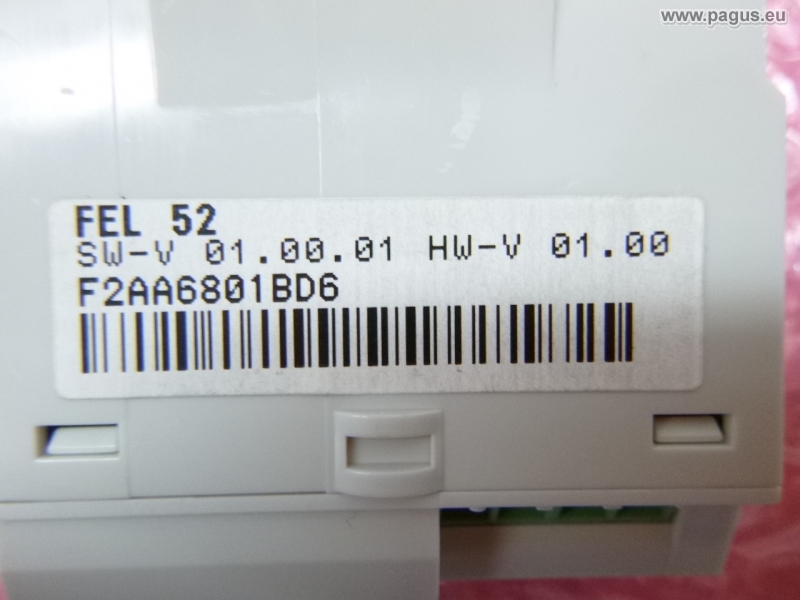 www.pagus.eu
FEL 52
SW-V 01.00.01 HW-V 01.00
F2AA6801BD6